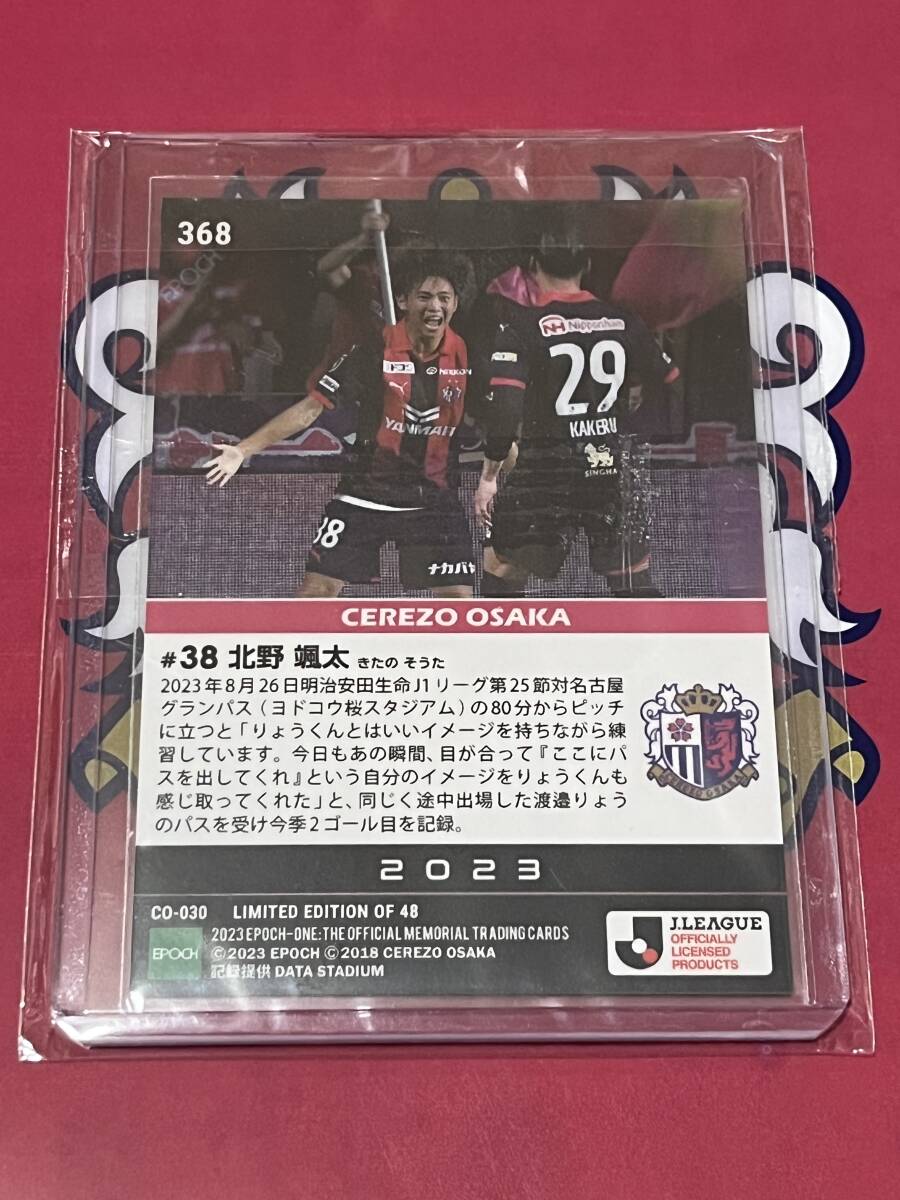 368
EPOCH
Nipponham
29
KAKERU
SINGHA
YANMAR
38
CEREZO OSAKA
#38 北野 颯太 きたの そうた
2023年8月26日明治安田生命J1リーグ第25節対名古屋
グランパス（ヨドコウ桜スタジアム）の80分からピッ
チに立つと「りょうくんとはいいイメージを持ちながら練
習しています。今日もあの瞬間、目が合って『ここにパ
スを出してくれ』という自分のイメージをりょうくんも
感じ取ってくれた」と、同じく途中出場した渡邉りょう
のパスを受け今季2ゴール目を記録。
CEREZO OSAKA
2023
CO-030 LIMITED EDITION OF 48
EPOCH
2023 EPOCH-ONE:THE OFFICIAL MEMORIAL TRADING CARDS
©2023 EPOCH ©2018 CEREZO OSAKA
記録提供 DATA STADIUM
J.LEAGUE
OFFICIALLY
LICENSED
PRODUCTS